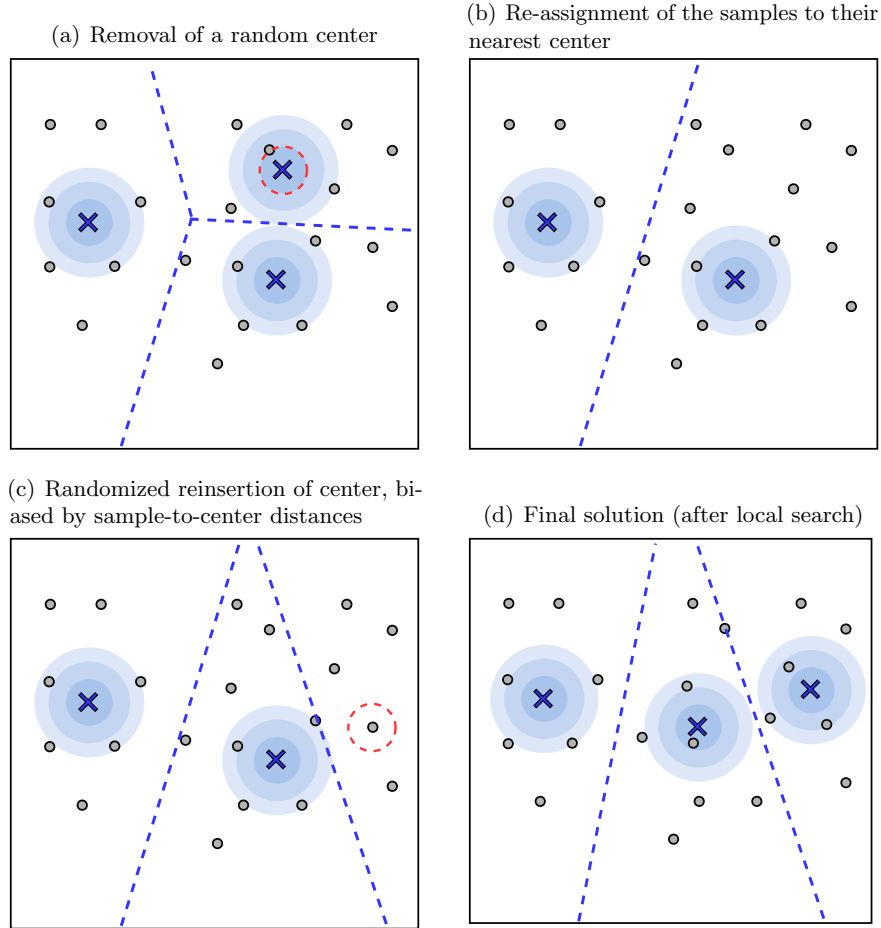 (a) Removal of a random center
(b) Re-assignment of the samples to their
nearest center
(c) Randomized reinsertion of center, bi-
ased by sample-to-center distances
(d) Final solution (after local search)